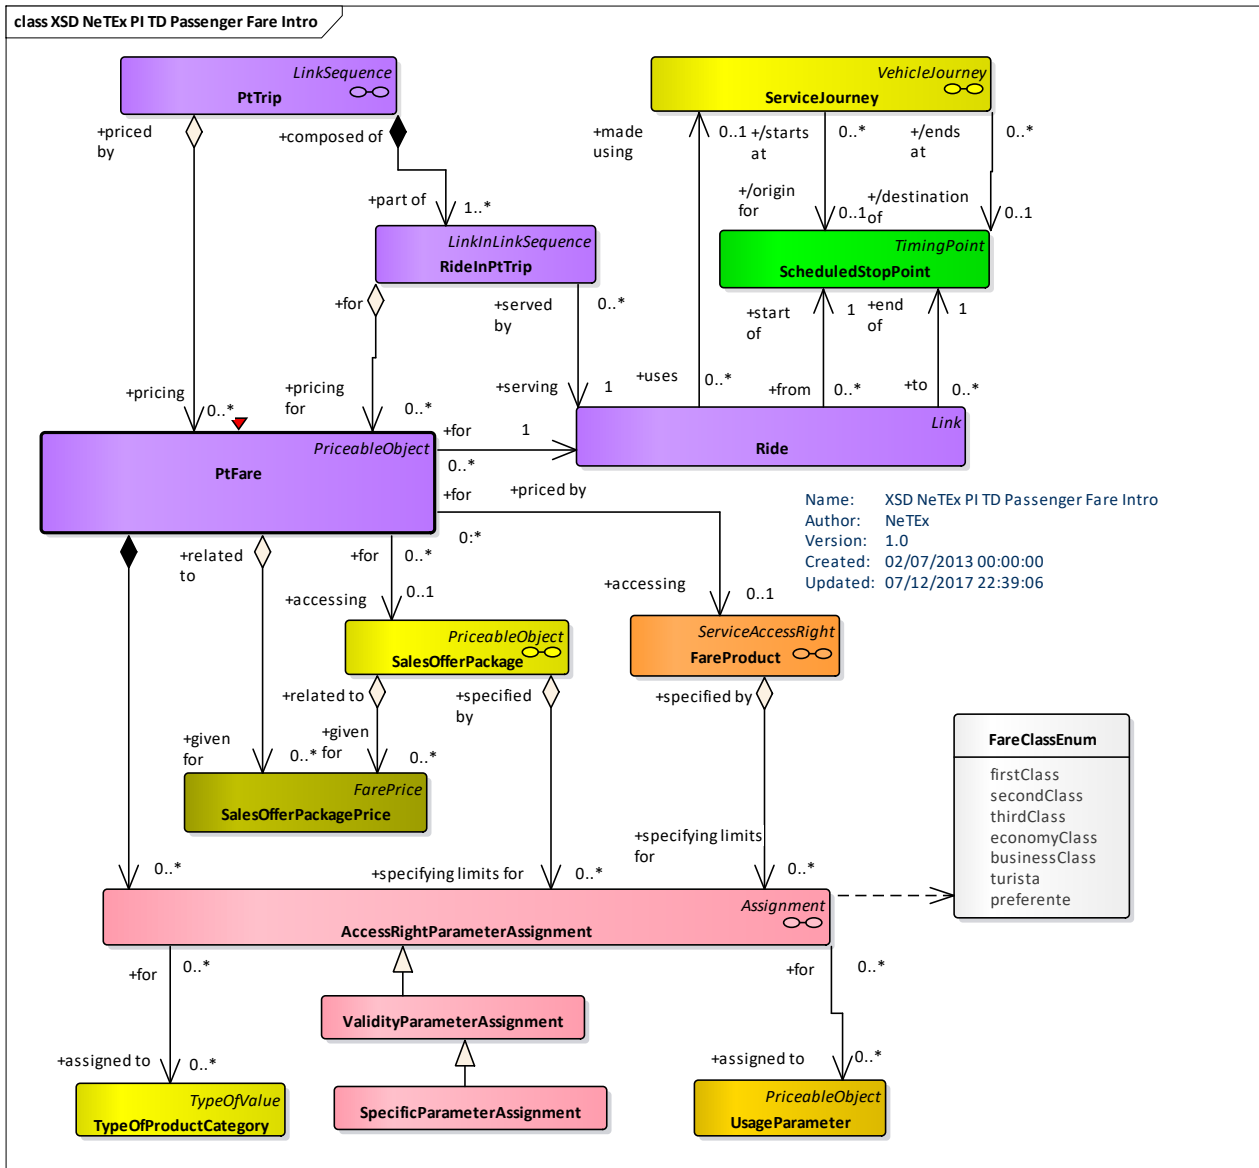 class XSD NeTEx PI TD Passenger Fare Intro
LinkSequence
PtTrip
VehicleJourney
ServiceJourney
+priced
by
+composed of
+made
using
0..1
+/starts
at
0..*
+/ends
at
0..*
+part of
1..*
+/origin
for
0..1
+/destination
of
0..1
LinkInLinkSequence
RideInPtTrip
TimingPoint
ScheduledStopPoint
+for
+served
by
0..*
+start
of
1
+end
of
1
+pricing
0..*
+pricing
for
0..*
+serving
1
+uses
0..*
+from
0..*
+to
0..*
PriceableObject
PtFare
+for
1
0..*
Link
Ride
+for
+priced by
0:*
Name: XSD NeTEx PI TD Passenger Fare Intro
Author: NeTEx
Version: 1.0
Created: 02/07/2013 00:00:00
Updated: 07/12/2017 22:39:06
+related
to
+for
0..*
+accessing
0..1
+accessing
0..1
PriceableObject
SalesOfferPackage
ServiceAccessRight
FareProduct
+related to
+specified
by
+specified by
+given
for
0..*
+given
for
0..*
FarePrice
SalesOfferPackagePrice
FareClassEnum
firstClass
secondClass
thirdClass
economyClass
businessClass
turista
preferente
0..*
+specifying limits for
0..*
+specifying limits
for
0..*
Assignment
AccessRightParameterAssignment
+for
0..*
+for
0..*
ValidityParameterAssignment
+assigned to
0..*
+assigned to
0..*
TypeOfValue
TypeOfProductCategory
SpecificParameterAssignment
PriceableObject
UsageParameter